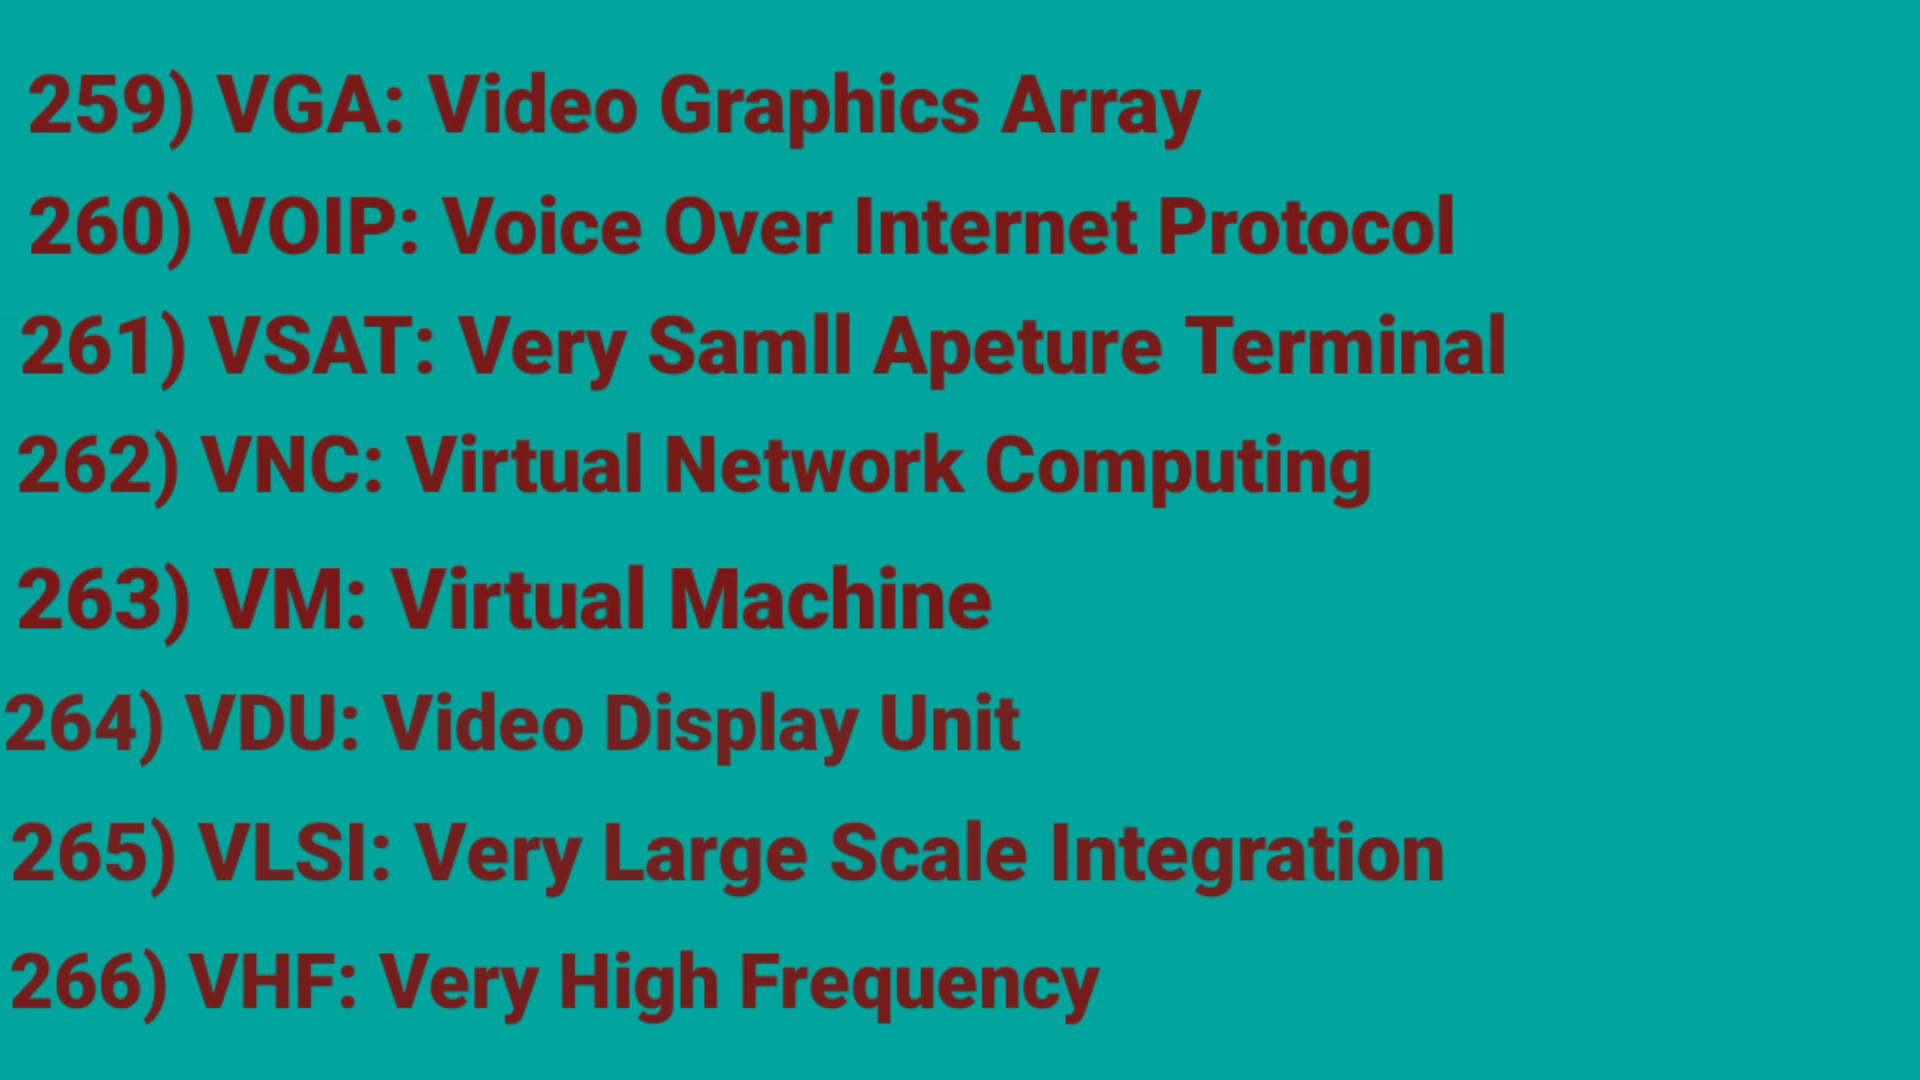 259) VGA: Video Graphics Array
260) VOIP: Voice Over Internet Protocol
261) VSAT: Very Samll Apeture Terminal
262) VNC: Virtual Network Computing
263) VM: Virtual Machine
264) VDU: Video Display Unit
265) VLSI: Very Large Scale Integration
266) VHF: Very High Frequency